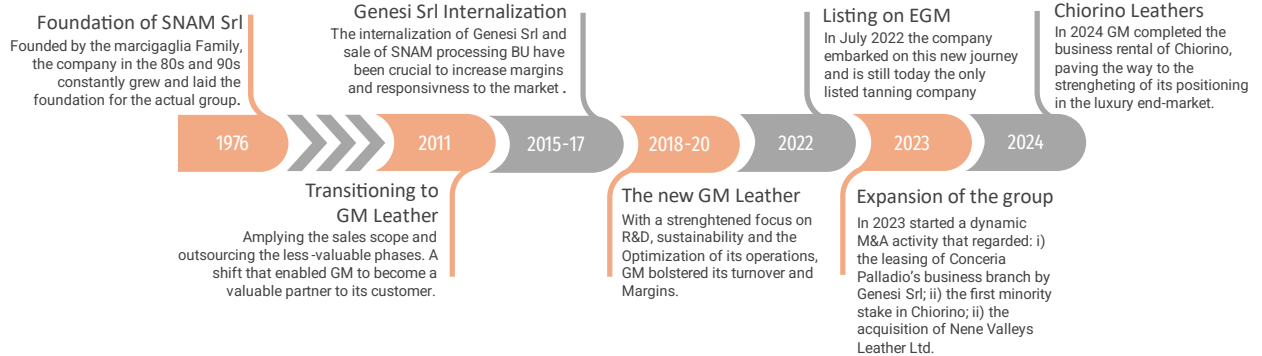 Foundation of SNAM Srl
Founded by the marcigaglia Family,
the company in the 80s and 90s
constantly grew and laid the
foundation for the actual group.
Genesi Srl Internalization
The internalization of Genesi Srl and
sale of SNAM processing BU have
been crucial to increase margins
and responsivness to the market .
Listing on EGM
In July 2022 the company
embarked on this new journey
and is still today the only
listed tanning company
Chiorino Leathers
In 2024 GM completed the
business rental of Chiorino,
paving the way to the
strengheting of its positioning
in the luxury end-market.
1976
2011
2015-17
2018-20
2022
2023
2024
Transitioning to
GM Leather
Amplying the sales scope and
outsourcing the less-valuable phases. A
shift that enabled GM to become a
valuable partner to its customer.
The new GM Leather
With a strenghtened focus on
R&D, sustainability and the
Optimization of its operations,
GM bolstered its turnover and
Margins.
Expansion of the group
In 2023 started a dynamic
M&A activity that regarded: i)
the leasing of Conceria
Palladio's business branch by
Genesi Srl; ii) the first minority
stake in Chiorino; ii) the
acquisition of Nene Valleys
Leather Ltd.